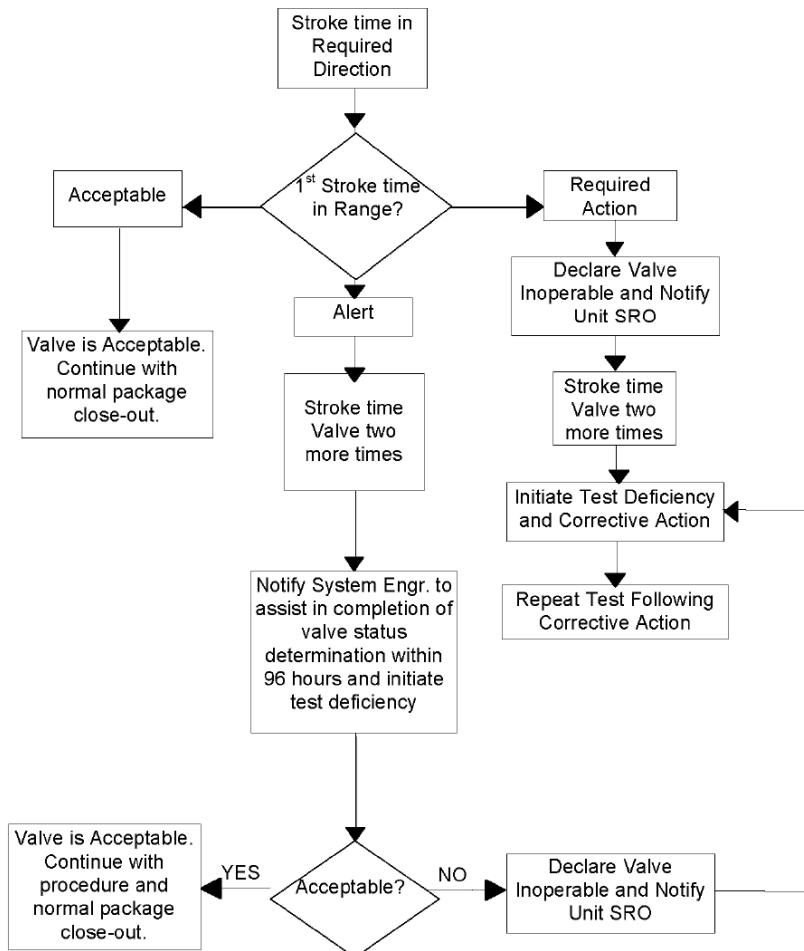 Stroke time in
Required
Direction
1st Stroke time
in Range?
Acceptable
Required
Action
Declare Valve
Inoperable and Notify
Unit SRO
Alert
Valve is Acceptable.
Continue with
normal package
close-out.
Stroke time
Valve two
more times
Stroke time
Valve two
more times
Initiate Test Deficiency
and Corrective Action
Notify System Engr. to
assist in completion of
valve status
determination within
96 hours and initiate
test deficiency
Repeat Test Following
Corrective Action
Valve is Acceptable.
Continue with
procedure and
normal package
close-out.
YES
Acceptable?
NO
Declare Valve
Inoperable and Notify
Unit SRO